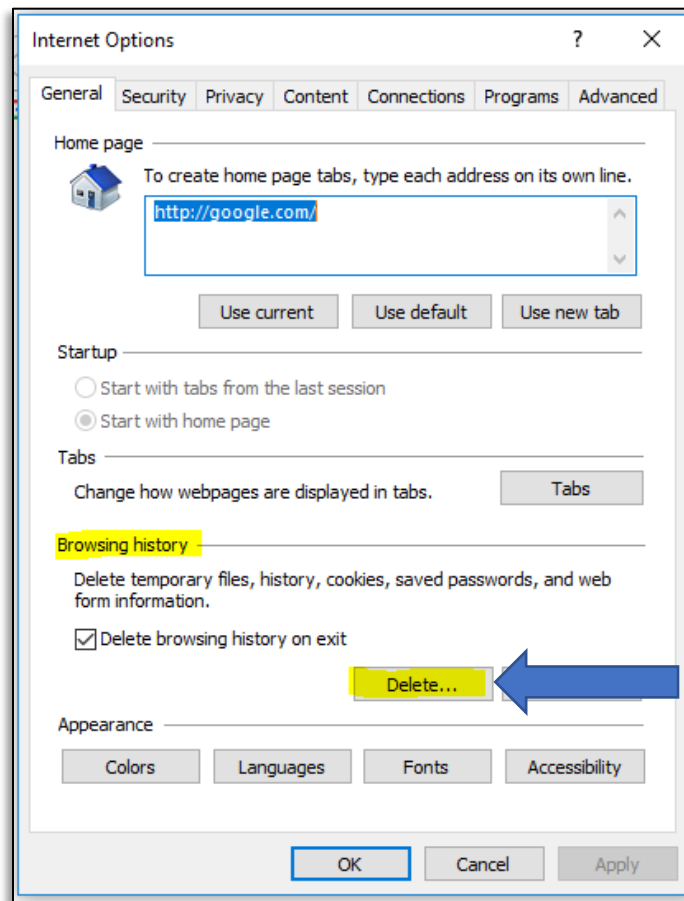 Internet Options ?
General Security Privacy Content Connections Programs Advanced
Home page
To create home page tabs, type each address on its own line.
http://google.com/
Use current Use default Use new tab
Startup
Start with tabs from the last session
Start with home page
Tabs
Change how webpages are displayed in tabs. Tabs
Browsing history
Delete temporary files, history, cookies, saved passwords, and web
form information.
Delete browsing history on exit
Delete...
Appearance
Colors Languages Fonts Accessibility
OK Cancel Apply